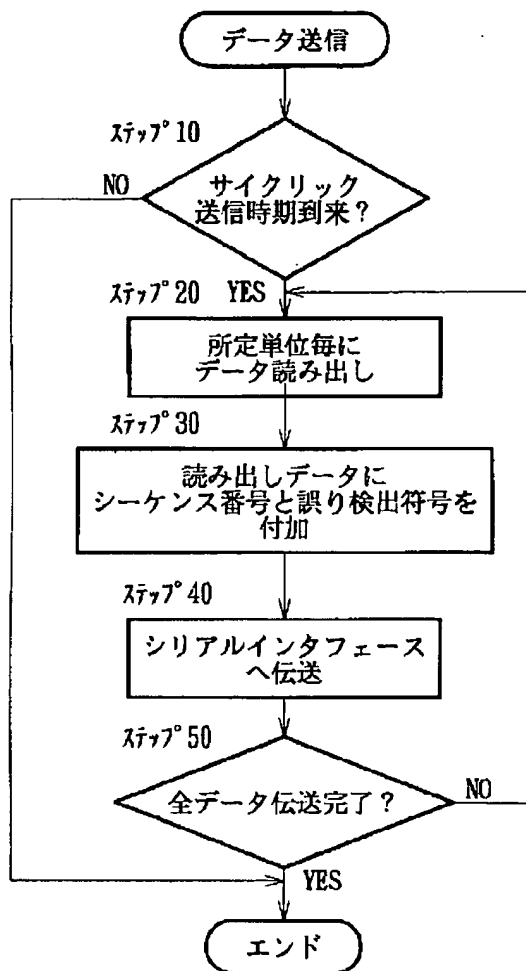 データ送信
ステップ10
NO
サイクリック
送信時期到来?
ステップ20 YES
所定単位毎に
データ読み出し
ステップ30
読み出しデータに
シーケンス番号と誤り検出符号を
付加
ステップ40
シリアルインタフェース
へ伝送
ステップ50
全データ伝送完了?
NO
YES
エンド